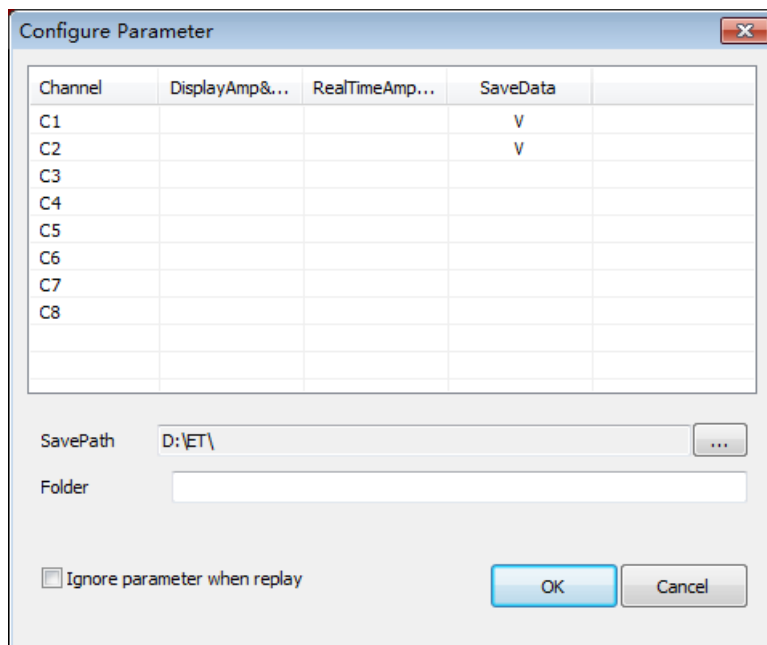 Configure Parameter
Channel DisplayAmp&... RealTimeAmp... SaveData
C1 V
C2 V
C3
C4
C5
C6
C7
C8
SavePath D:\ET\ ...
Folder
Ignore parameter when replay
OK Cancel